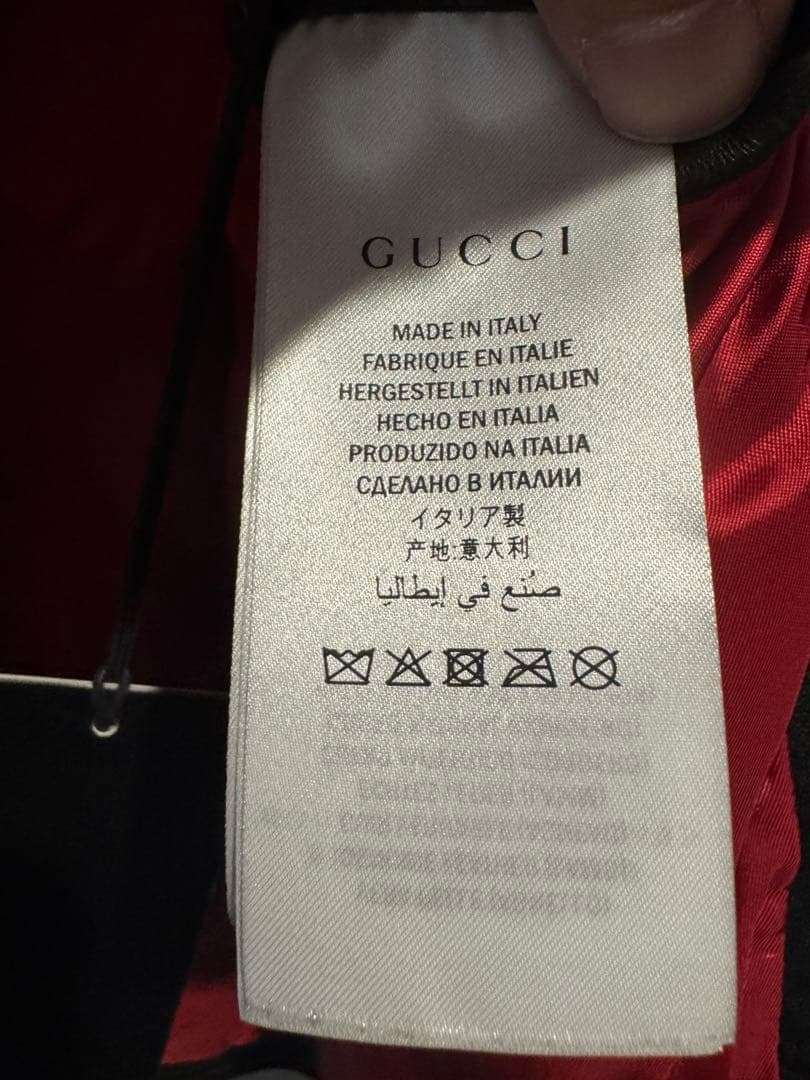 GUCCI
MADE IN ITALY
FABRIQUE EN ITALIE
HERGESTELLT IN ITALIEN
HECHO EN ITALIA
PRODUZIDO NA ITALIA
СДЕЛАНО В ИТАЛИИ
イタリア製
产地:意大利
صُنع في إيطاليا